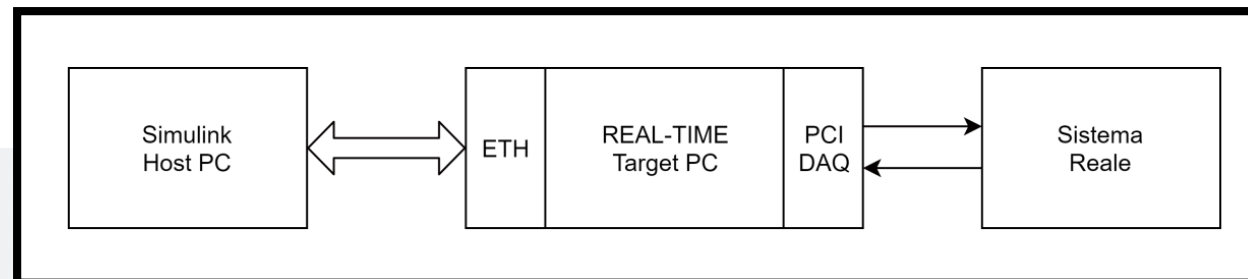 Simulink
Host PC
ETH
REAL-TIME
Target PC
PCI
DAQ
Sistema
Reale